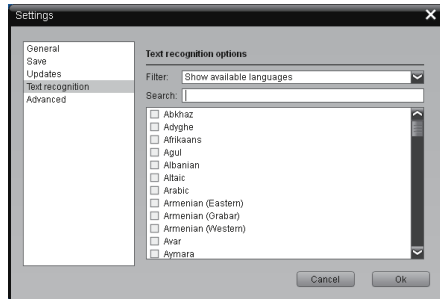 Settings
General
Save
Updates
Text recognition
Advanced
Text recognition options
Filter: Show available languages
Search:
Abkhaz
Adyghe
Afrikaans
Agul
Albanian
Altaic
Arabic
Armenian (Eastern)
Armenian (Grabar)
Armenian (Western)
Avar
Aymara
Cancel Ok